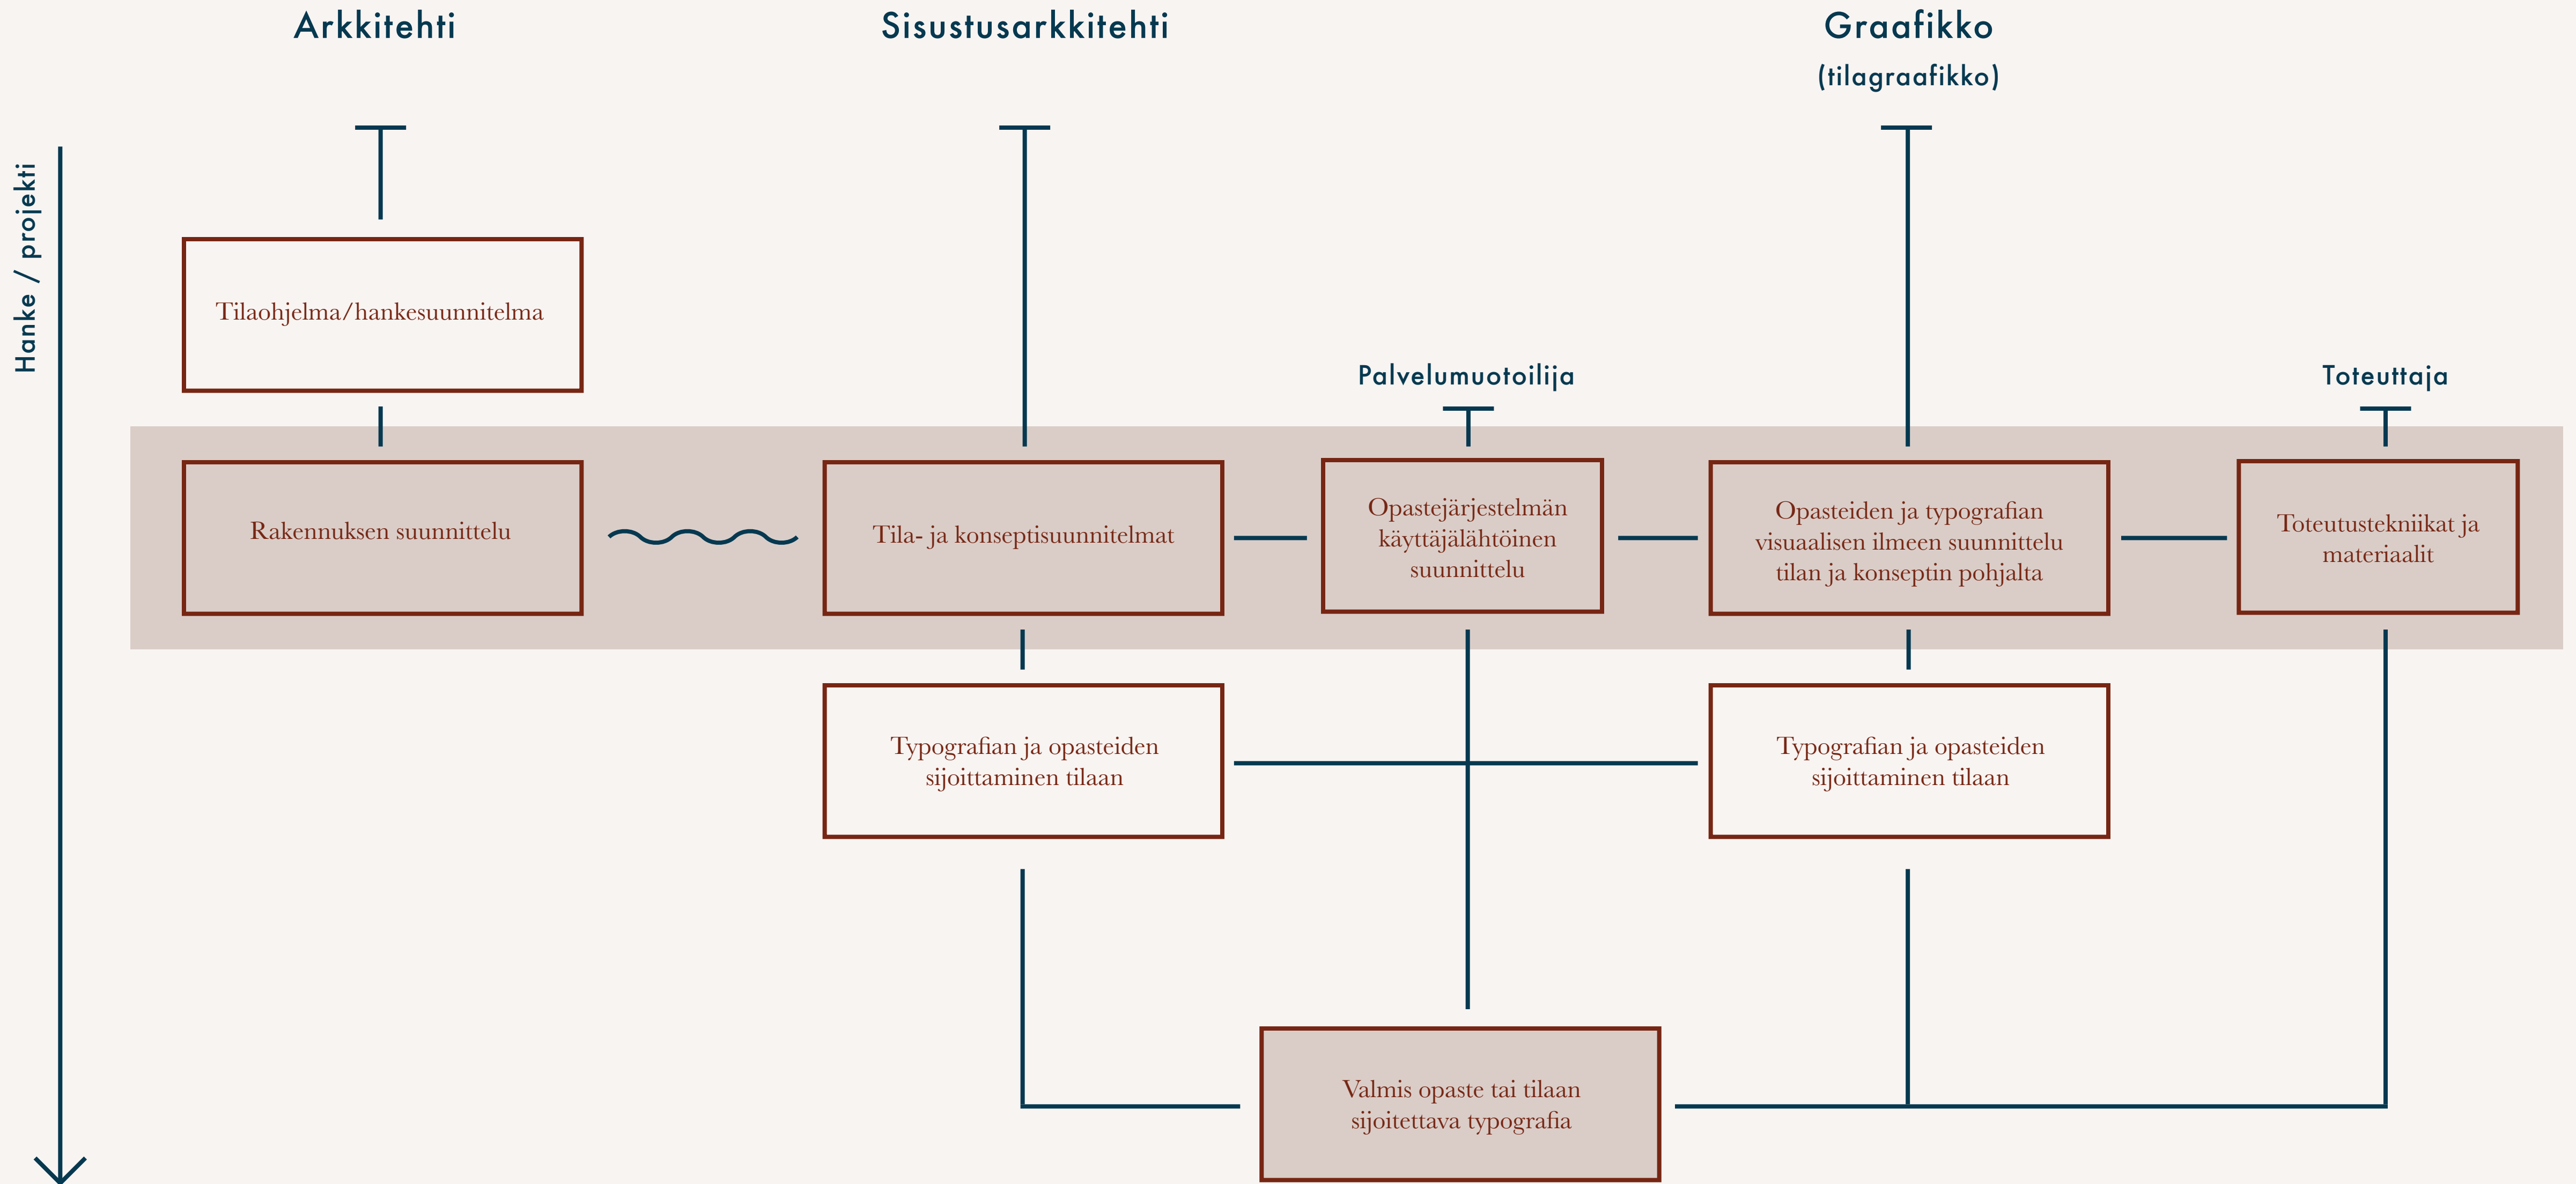 Arkkitehti
Sisustusarkkitehti
Graafikko
(tilagraafikko)
Hanke / projekti
Tilaohjelma/hankesuunnitelma
Palvelumuotoilija
Toteuttaja
Rakennuksen suunnittelu
Tila- ja konseptisuunnitelmat
Opastejärjestelmän
käyttäjälähtöinen
suunnittelu
Opasteiden ja typografian
visuaalisen ilmeen suunnittelu
tilan ja konseptin pohjalta
Toteutustekniikat ja
materiaalit
Typografian ja opasteiden
sijoittaminen tilaan
Typografian ja opasteiden
sijoittaminen tilaan
Valmis opaste tai tilaan
sijoitettava typografia